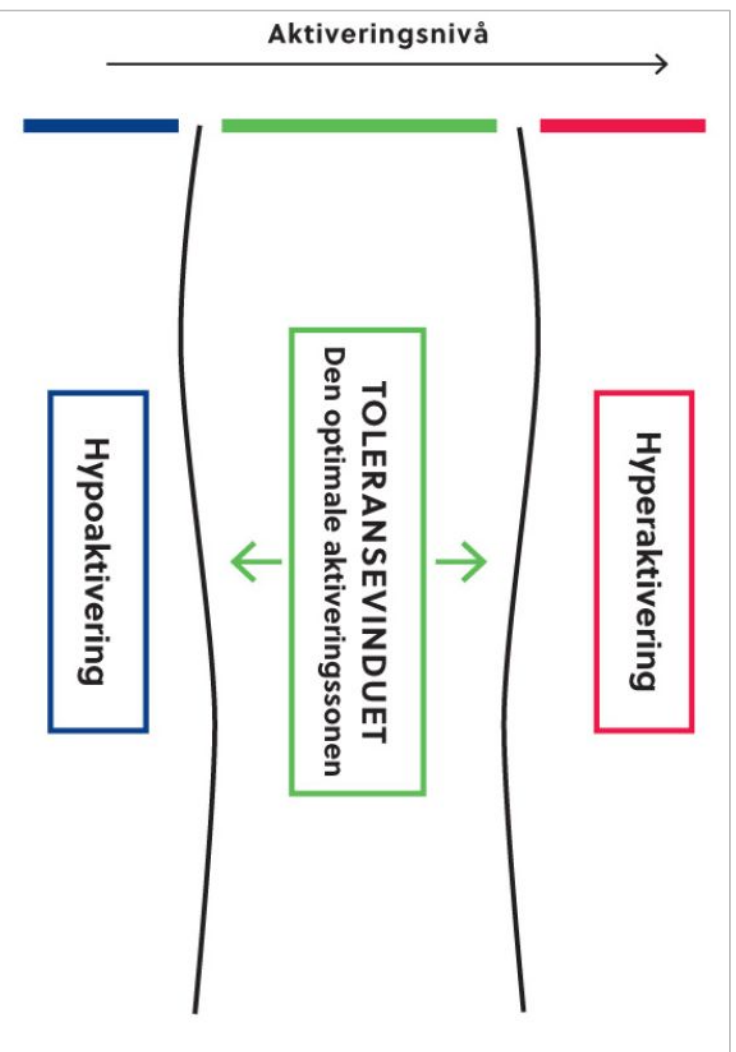 Aktiveringsnivå
Hypoaktivering
TOLERANSEVINDUET
Den optimale aktiveringssonen
Hyperaktivering